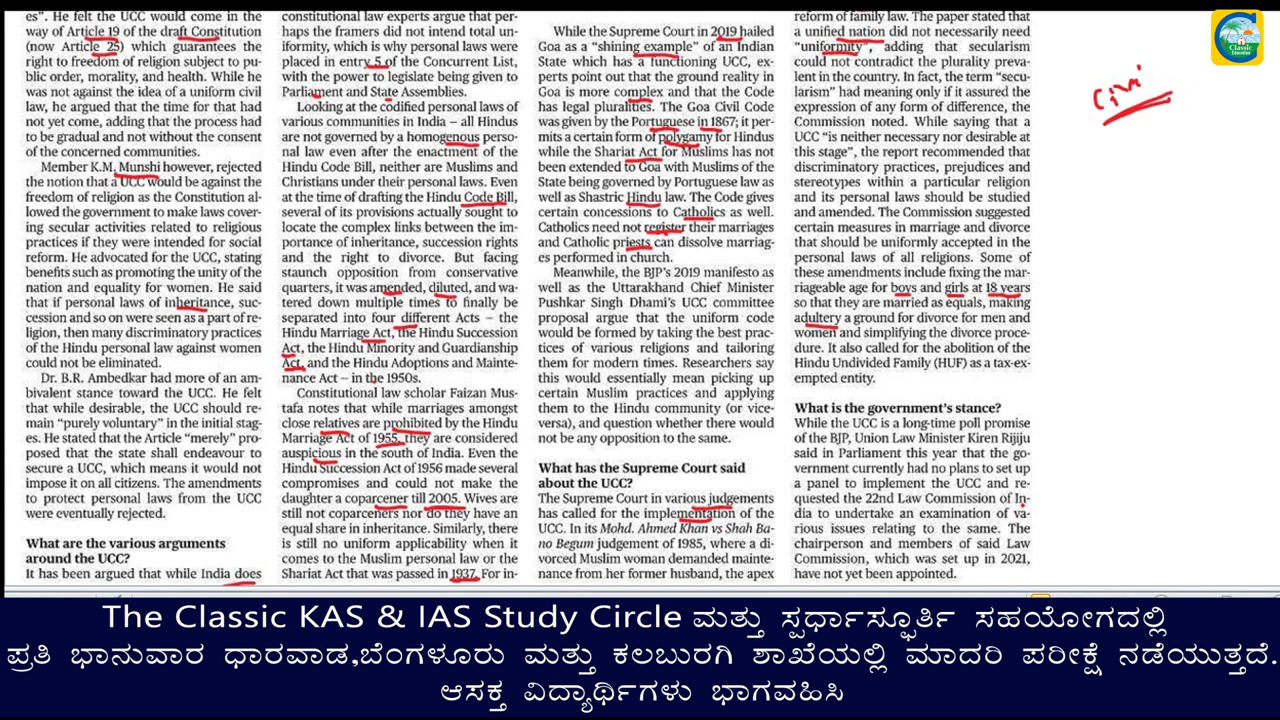 es". He felt the UCC would come in the
way of Article 19 of the draft Constitution
(now Article 25) which guarantees the
right to freedom of religion subject to pu-
blic order, morality, and health. While he
was not against the idea of a uniform civil
law, he argued that the time for that had
not yet come, adding that the process had
to be gradual and not without the consent
of the concerned communities.
Member K.M. Munshi however, rejected
the notion that a UCC would be against the
freedom of religion as the Constitution al-
lowed the government to make laws cover-
ing secular activities related to religious
practices if they were intended for social
reform. He advocated for the UCC, stating
benefits such as promoting the unity of the
nation and equality for women. He said
that if personal laws of inheritance, suc-
cession and so on were seen as a part of re-
ligion, then many discriminatory practices
of the Hindu personal law against women
could not be eliminated.
Dr. B.R. Ambedkar had more of an am-
bivalent stance toward the UCC. He felt
that while desirable, the UCC should re-
main "purely voluntary" in the initial stag-
es. He stated that the Article "merely" pro-
posed that the state shall endeavour to
secure a UCC, which means it would not
impose it on all citizens. The amendments
to protect personal laws from the UCC
were eventually rejected.
What are the various arguments
around the UCC?
It has been argued that while India does
constitutional law experts argue that per-
haps the framers did not intend total un-
iformity, which is why personal laws were
placed in entry 5 of the Concurrent List,
with the power to legislate being given to
Parliament and State Assemblies.
Looking at the codified personal laws of
various communities in India – all Hindus
are not governed by a homogenous perso-
nal law even after the enactment of the
Hindu Code Bill, neither are Muslims and
Christians under their personal laws. Even
at the time of drafting the Hindu Code Bill,
several of its provisions actually sought to
locate the complex links between the im-
portance of inheritance, succession rights
and the right to divorce. But facing
staunch opposition from conservative
quarters, it was amended, diluted, and wa-
tered down multiple times to finally be
separated into four different Acts – the
Hindu Marriage Act, the Hindu Succession
Act, the Hindu Minority and Guardianship
Act, and the Hindu Adoptions and Mainte-
nance Act – in the 1950s.
Constitutional law scholar Faizan Mus-
tafa notes that while marriages amongst
close relatives are prohibited by the Hindu
Marriage Act of 1955, they are considered
auspicious in the south of India. Even the
Hindu Succession Act of 1956 made several
compromises and could not make the
daughter a coparcener till 2005. Wives are
still not coparceners nor do they have an
equal share in inheritance. Similarly, there
is still no uniform applicability when it
comes to the Muslim personal law or the
Shariat Act that was passed in 1937. For in-
While the Supreme Court in 2019 hailed
Goa as a "shining example" of an Indian
State which has a functioning UCC, ex-
perts point out that the ground reality in
Goa is more complex and that the Code
has legal pluralities. The Goa Civil Code
was given by the Portuguese in 1867; it per-
mits a certain form of polygamy for Hindus
while the Shariat Act for Muslims has not
been extended to Goa with Muslims of the
State being governed by Portuguese law as
well as Shastric Hindu law. The Code gives
certain concessions to Catholics as well.
Catholics need not register their marriages
and Catholic priests can dissolve marriag-
es performed in church.
Meanwhile, the BJP's 2019 manifesto as
well as the Uttarakhand Chief Minister
Pushkar Singh Dhami's UCC committee
proposal argue that the uniform code
would be formed by taking the best prac-
tices of various religions and tailoring
them for modern times. Researchers say
this would essentially mean picking up
certain Muslim practices and applying
them to the Hindu community (or vice-
versa), and question whether there would
not be any opposition to the same.
What has the Supreme Court said
about the UCC?
The Supreme Court in various judgements
has called for the implementation of the
UCC. In its Mohd. Ahmed Khan vs Shah Ba-
no Begum judgement of 1985, where a di-
vorced Muslim woman demanded mainte-
nance from her former husband, the apex
reform of family law. The paper stated that
a unified nation did not necessarily need
"uniformity", adding that secularism
could not contradict the plurality preva-
lent in the country. In fact, the term "secu-
larism" had meaning only if it assured the
expression of any form of difference, the
Commission noted. While saying that a
UCC "is neither necessary nor desirable at
this stage", the report recommended that
discriminatory practices, prejudices and
stereotypes within a particular religion
and its personal laws should be studied
and amended. The Commission suggested
certain measures in marriage and divorce
that should be uniformly accepted in the
personal laws of all religions. Some of
these amendments include fixing the mar-
riageable age for boys and girls at 18 years
so that they are married as equals, making
adultery a ground for divorce for men and
women and simplifying the divorce proce-
dure. It also called for the abolition of the
Hindu Undivided Family (HUF) as a tax-ex-
empted entity.
What is the government's stance?
While the UCC is a long-time poll promise
of the BJP, Union Law Minister Kiren Rijiju
said in Parliament this year that the go-
vernment currently had no plans to set up
a panel to implement the UCC and re-
quested the 22nd Law Commission of In-
dia to undertake an examination of va-
rious issues relating to the same. The
chairperson and members of said Law
Commission, which was set up in 2021,
have not yet been appointed.
Classic
Education
The Classic KAS & IAS Study Circle ಮತ್ತು ಸ್ಪರ್ಧಾಸ್ಫೂರ್ತಿ ಸಹಯೋಗದಲ್ಲಿ
ಪ್ರತಿ ಭಾನುವಾರ ಧಾರವಾಡ,ಬೆಂಗಳೂರು ಮತ್ತು ಕಲಬುರಗಿ ಶಾಖೆಯಲ್ಲಿ ಮಾದರಿ ಪರೀಕ್ಷೆ ನಡೆಯುತ್ತದೆ.
ಆಸಕ್ತ ವಿದ್ಯಾರ್ಥಿಗಳು ಭಾಗವಹಿಸಿ